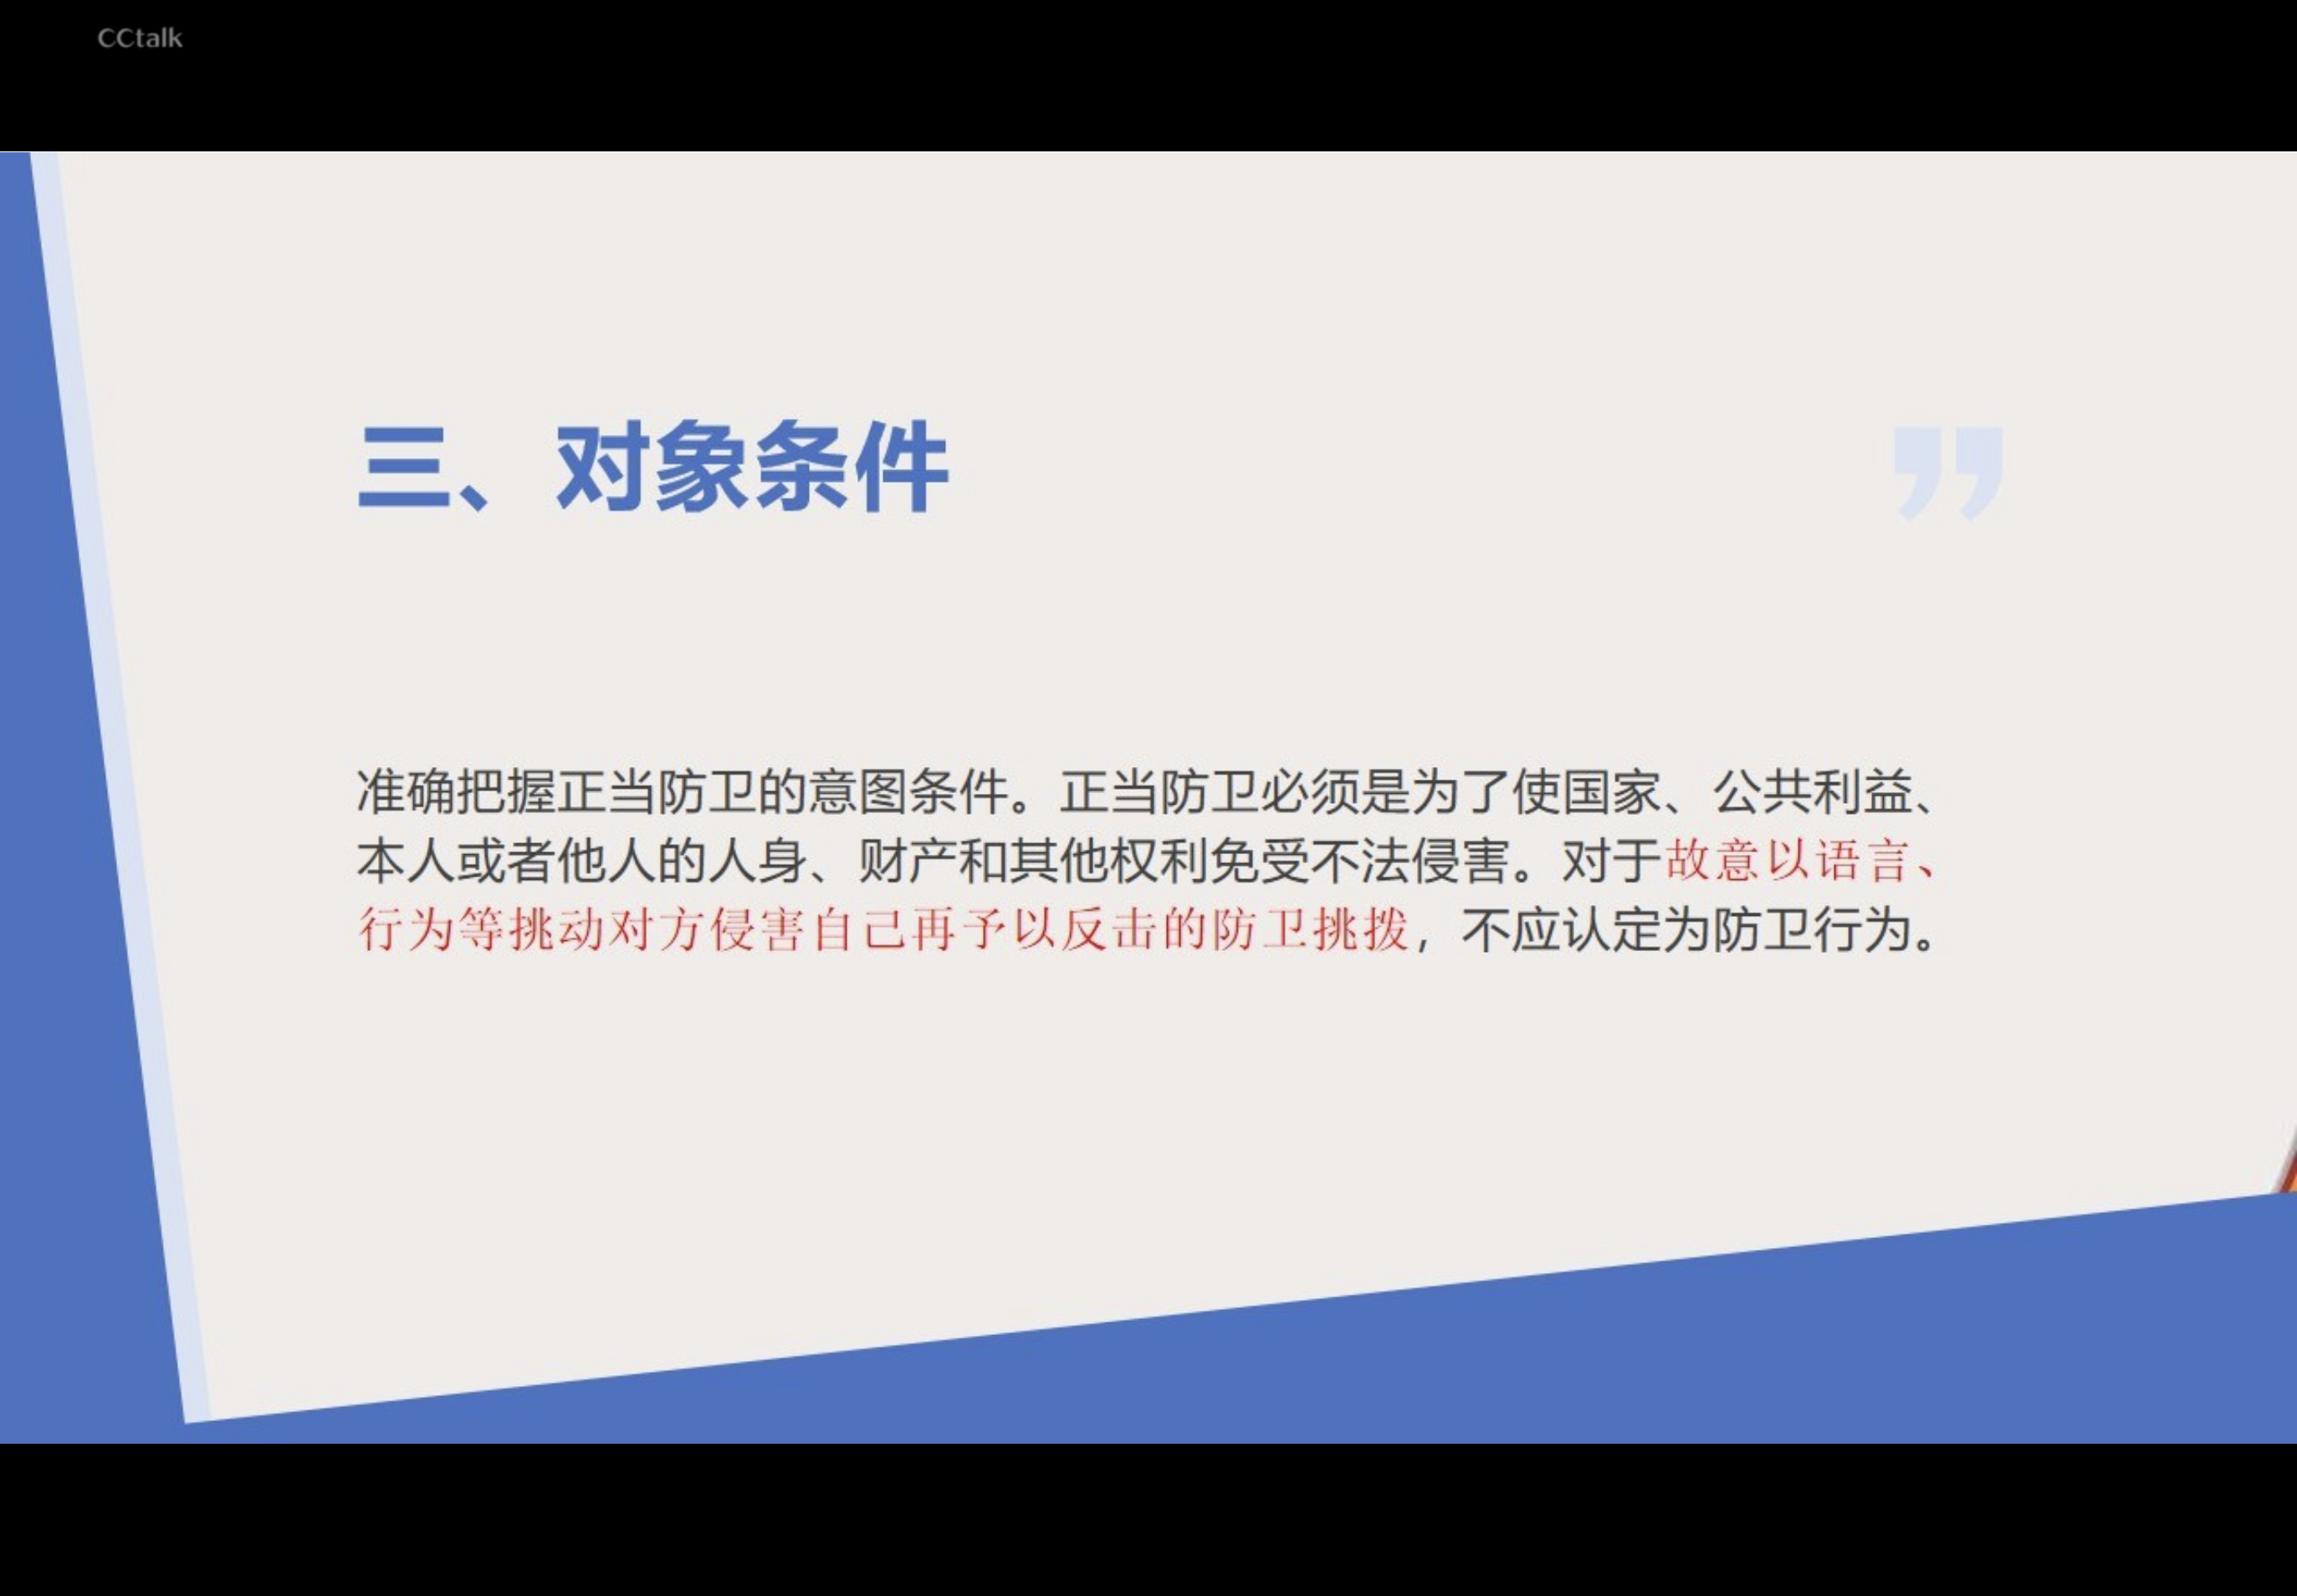 CCtalk
三、对象条件
准确把握正当防卫的意图条件。正当防卫必须是为了使国家、公共利益、
本人或者他人的人身、财产和其他权利免受不法侵害。对于故意以语言、
行为等挑动对方侵害自己再予以反击的防卫挑拨，不应认定为防卫行为。